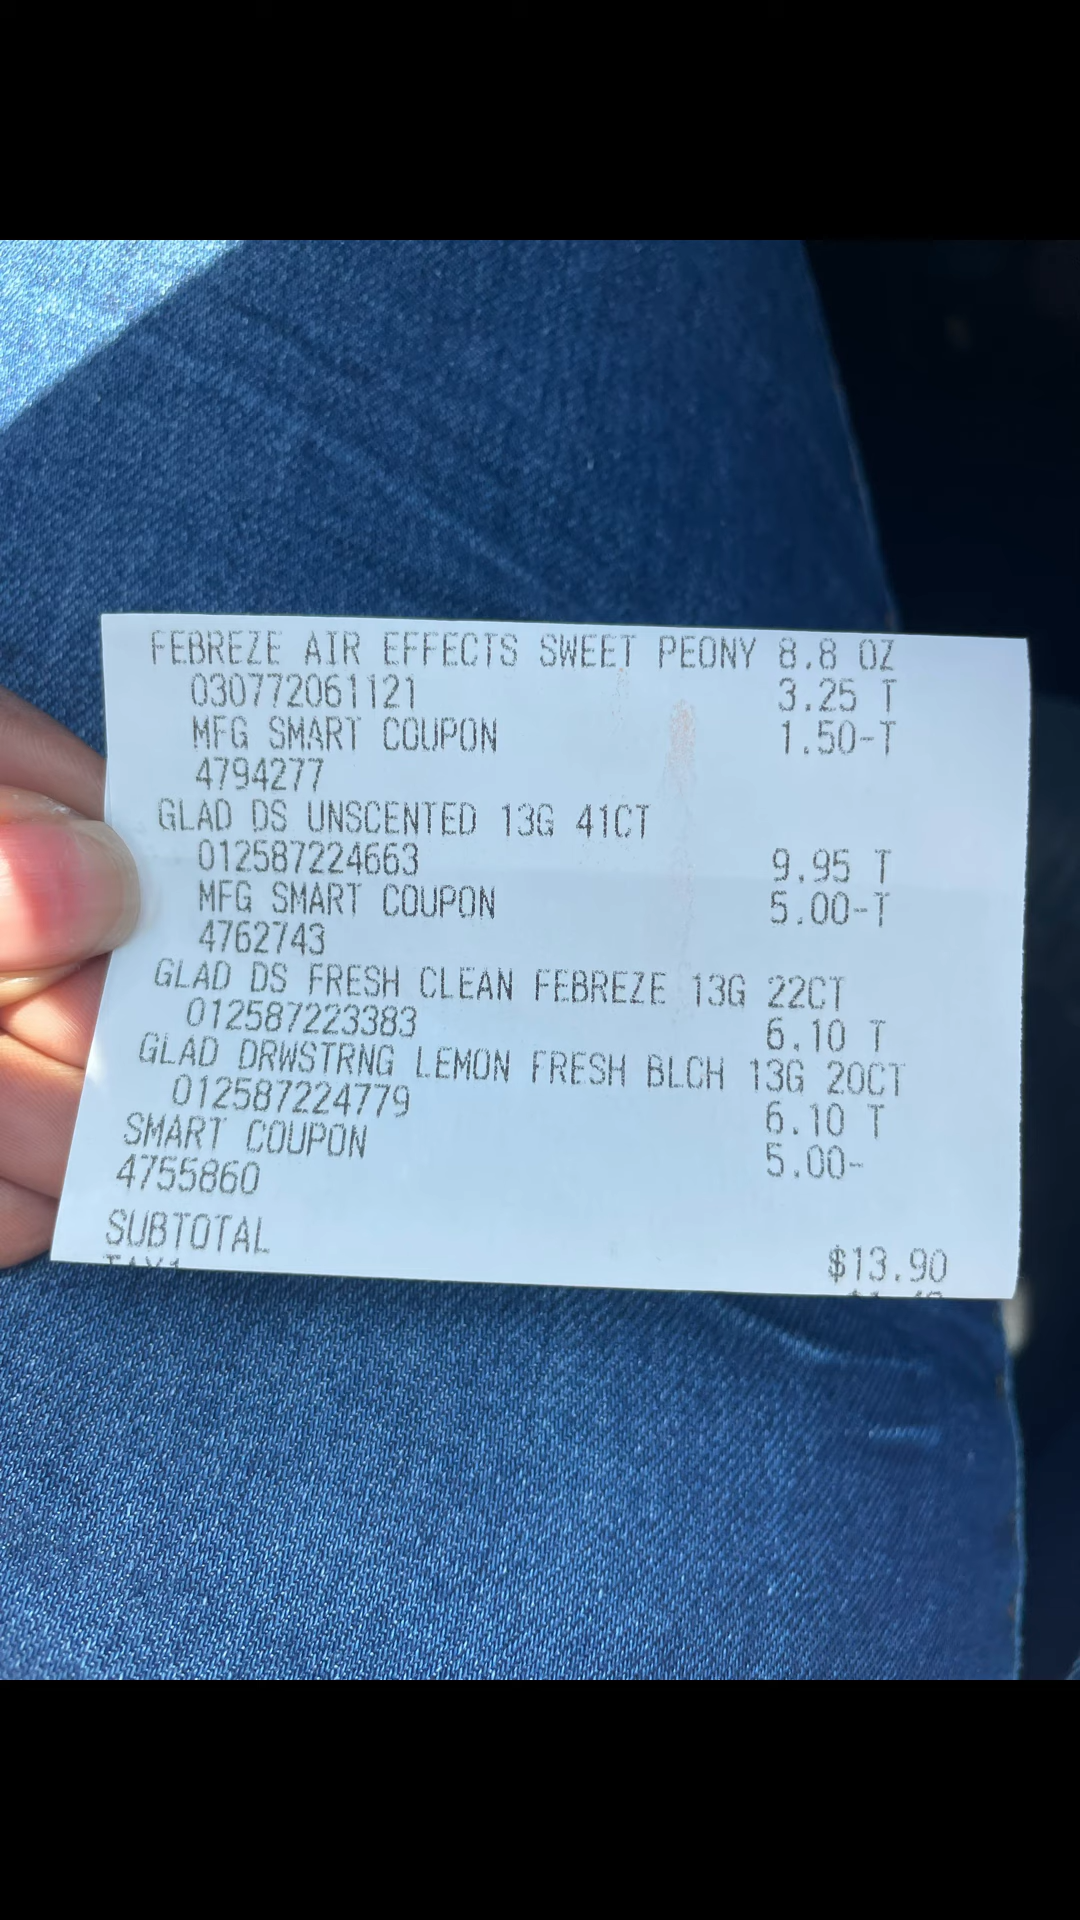 FEBREZE AIR EFFECTS SWEET PEONY 8.8 OZ
030772061121 3.25 T
MFG SMART COUPON 1.50-T
4794277
GLAD DS UNSCENTED 13G 41CT
012587224663 9.95 T
MFG SMART COUPON 5.00-T
4762743
GLAD DS FRESH CLEAN FEBREZE 13G 22CT
012587223383 6.10 T
GLAD DRWSTRNG LEMON FRESH BLCH 13G 20CT
012587224779 6.10 T
SMART COUPON 5.00-
4755860
SUBTOTAL $13.90